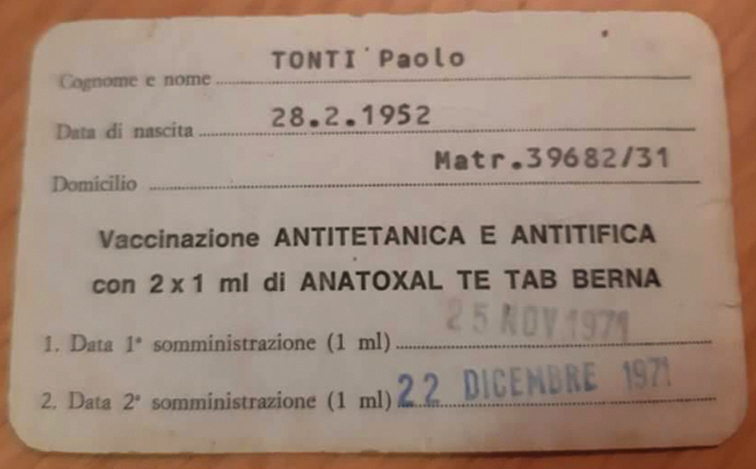 Cognome e nome TONTI Paolo
Data di nascita 28.2.1952
Domicilio Matr.39682/31
Vaccinazione ANTITETANICA E ANTITIFICA
con 2 x 1 ml di ANATOXAL TE TAB BERNA
1. Data 1ª somministrazione (1 ml) 25 NOV 1971
2. Data 2ª somministrazione (1 ml) 22 DICEMBRE 1971